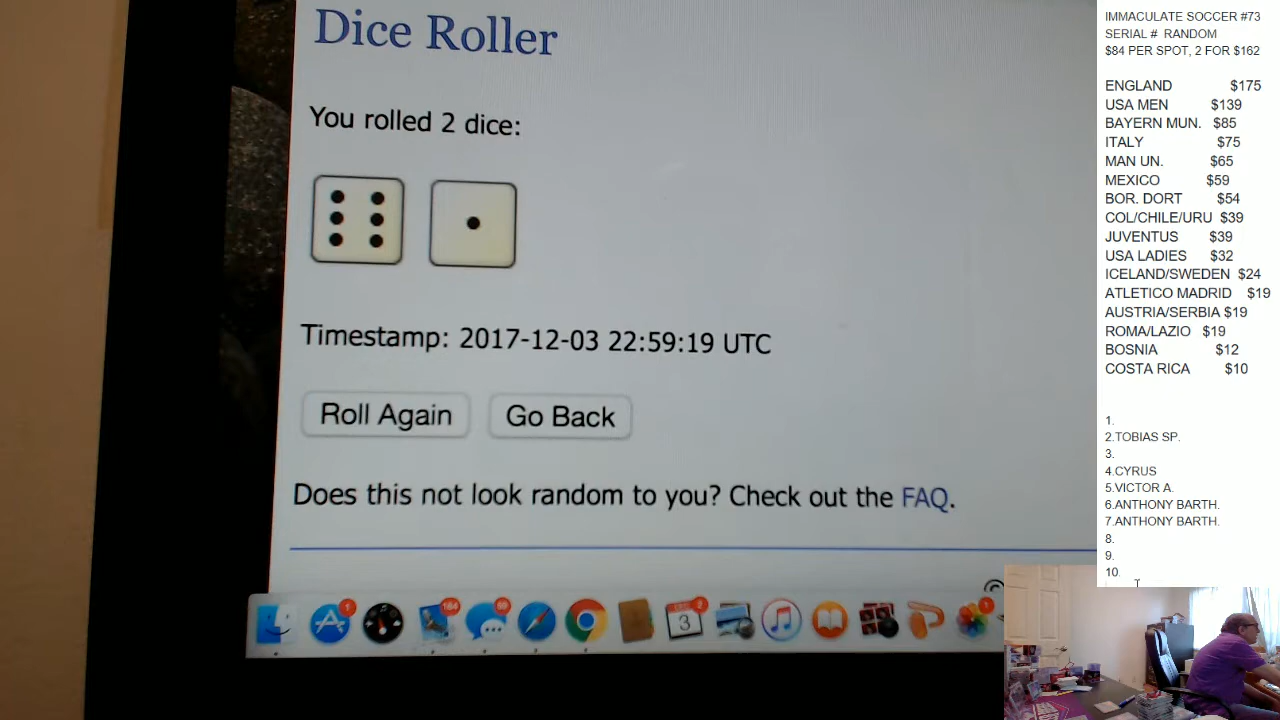 Dice Roller
You rolled 2 dice:
Timestamp: 2017-12-03 22:59:19 UTC
Roll Again
Go Back
Does this not look random to you? Check out the FAQ.
IMMACULATE SOCCER #73
SERIAL # RANDOM
$84 PER SPOT, 2 FOR $162
ENGLAND $175
USA MEN $139
BAYERN MUN. $85
ITALY $75
MAN UN. $65
MEXICO $59
BOR. DORT $54
COL/CHILE/URU $39
JUVENTUS $39
USA LADIES $32
ICELAND/SWEDEN $24
ATLETICO MADRID $19
AUSTRIA/SERBIA $19
ROMA/LAZIO $19
BOSNIA $12
COSTA RICA $10
1.
2.TOBIAS SP.
3.
4.CYRUS
5.VICTOR A.
6.ANTHONY BARTH.
7.ANTHONY BARTH.
8.
9.
10.
1
3
2
1